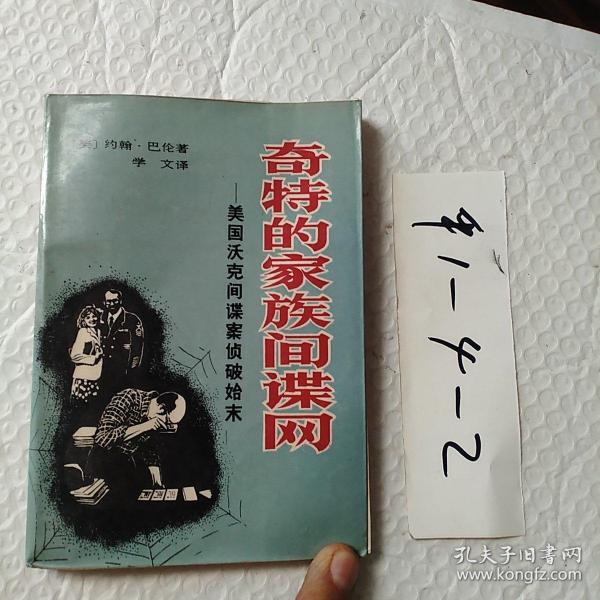 美］约翰·巴伦著
学 文译
奇特的家族间谍网
—美国沃克间谍案侦破始末—
1—4—2
孔夫子旧书网
www.kongfz.com